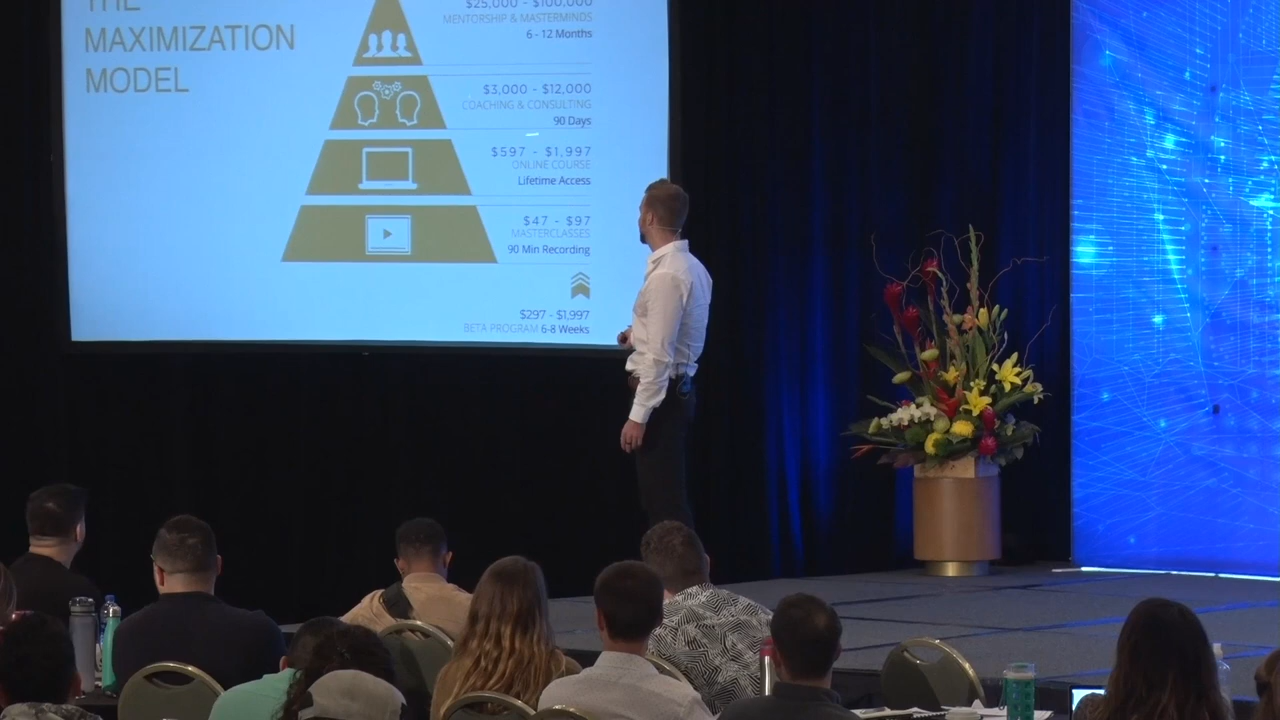 THE
MAXIMIZATION
MODEL
$25,000 - $100,000
MENTORSHIP & MASTERMINDS
6 - 12 Months
$3,000 - $12,000
COACHING & CONSULTING
90 Days
$597 - $1,997
ONLINE COURSE
Lifetime Access
$47 - $97
MASTERCLASSES
90 Min Recording
$297 - $1,997
BETA PROGRAM 6-8 Weeks